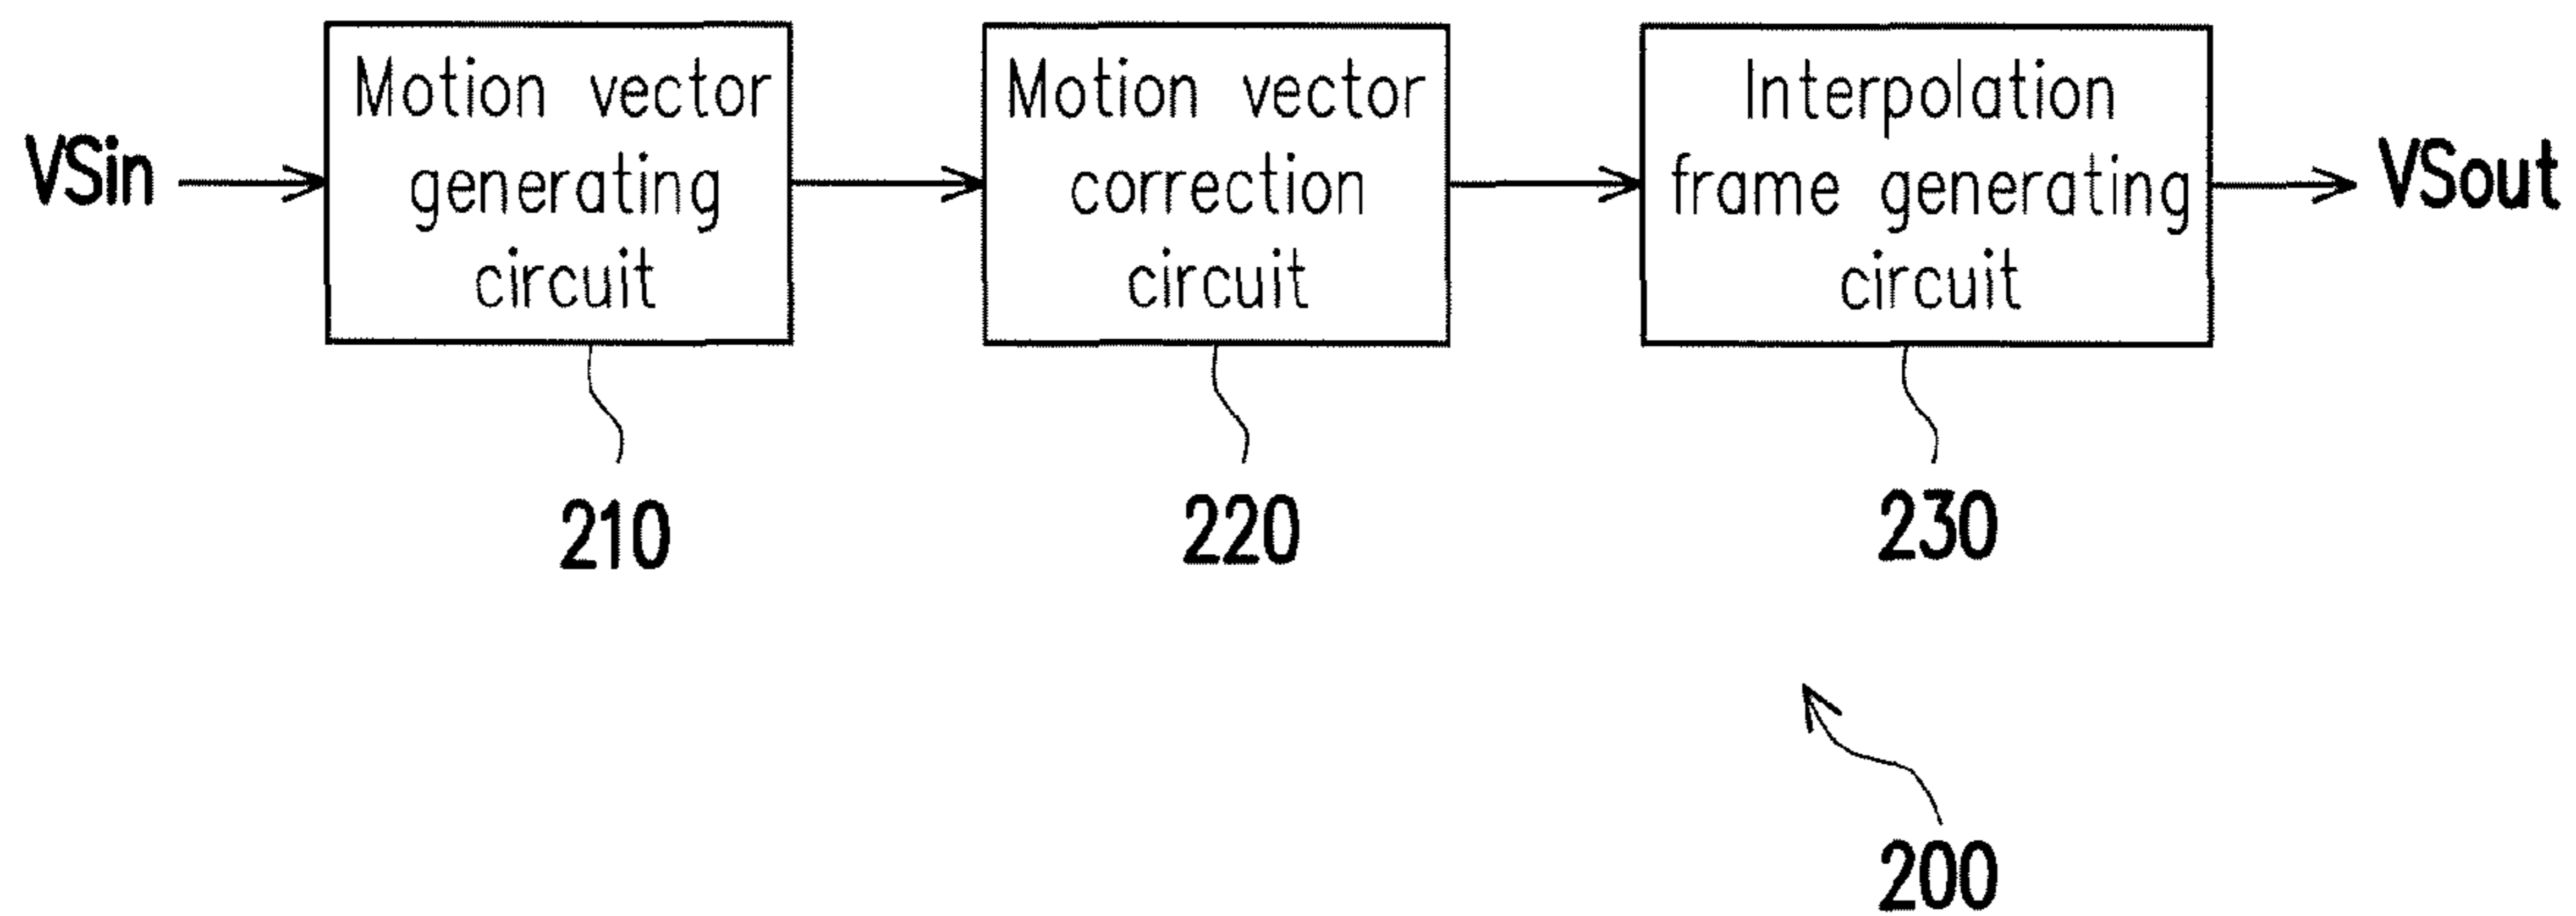 VSin
Motion vector
generating
circuit
Motion vector
correction
circuit
Interpolation
frame generating
circuit
VSout
210
220
230
200